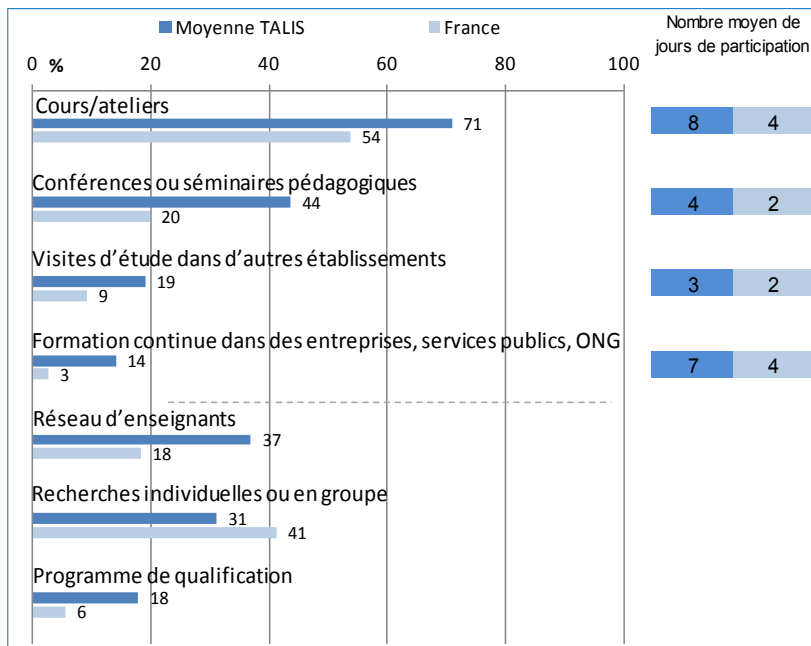 Moyenne TALIS France
Nombre moyen de
jours de participation
0 % 20 40 60 80 100
Cours/ateliers
71
54
8 4
Conférences ou séminaires pédagogiques
44
20
4 2
Visites d'étude dans d'autres établissements
19
9
3 2
Formation continue dans des entreprises, services publics, ONG
14
3
7 4
Réseau d'enseignants
37
18
Recherches individuelles ou en groupe
31
41
Programme de qualification
18
6